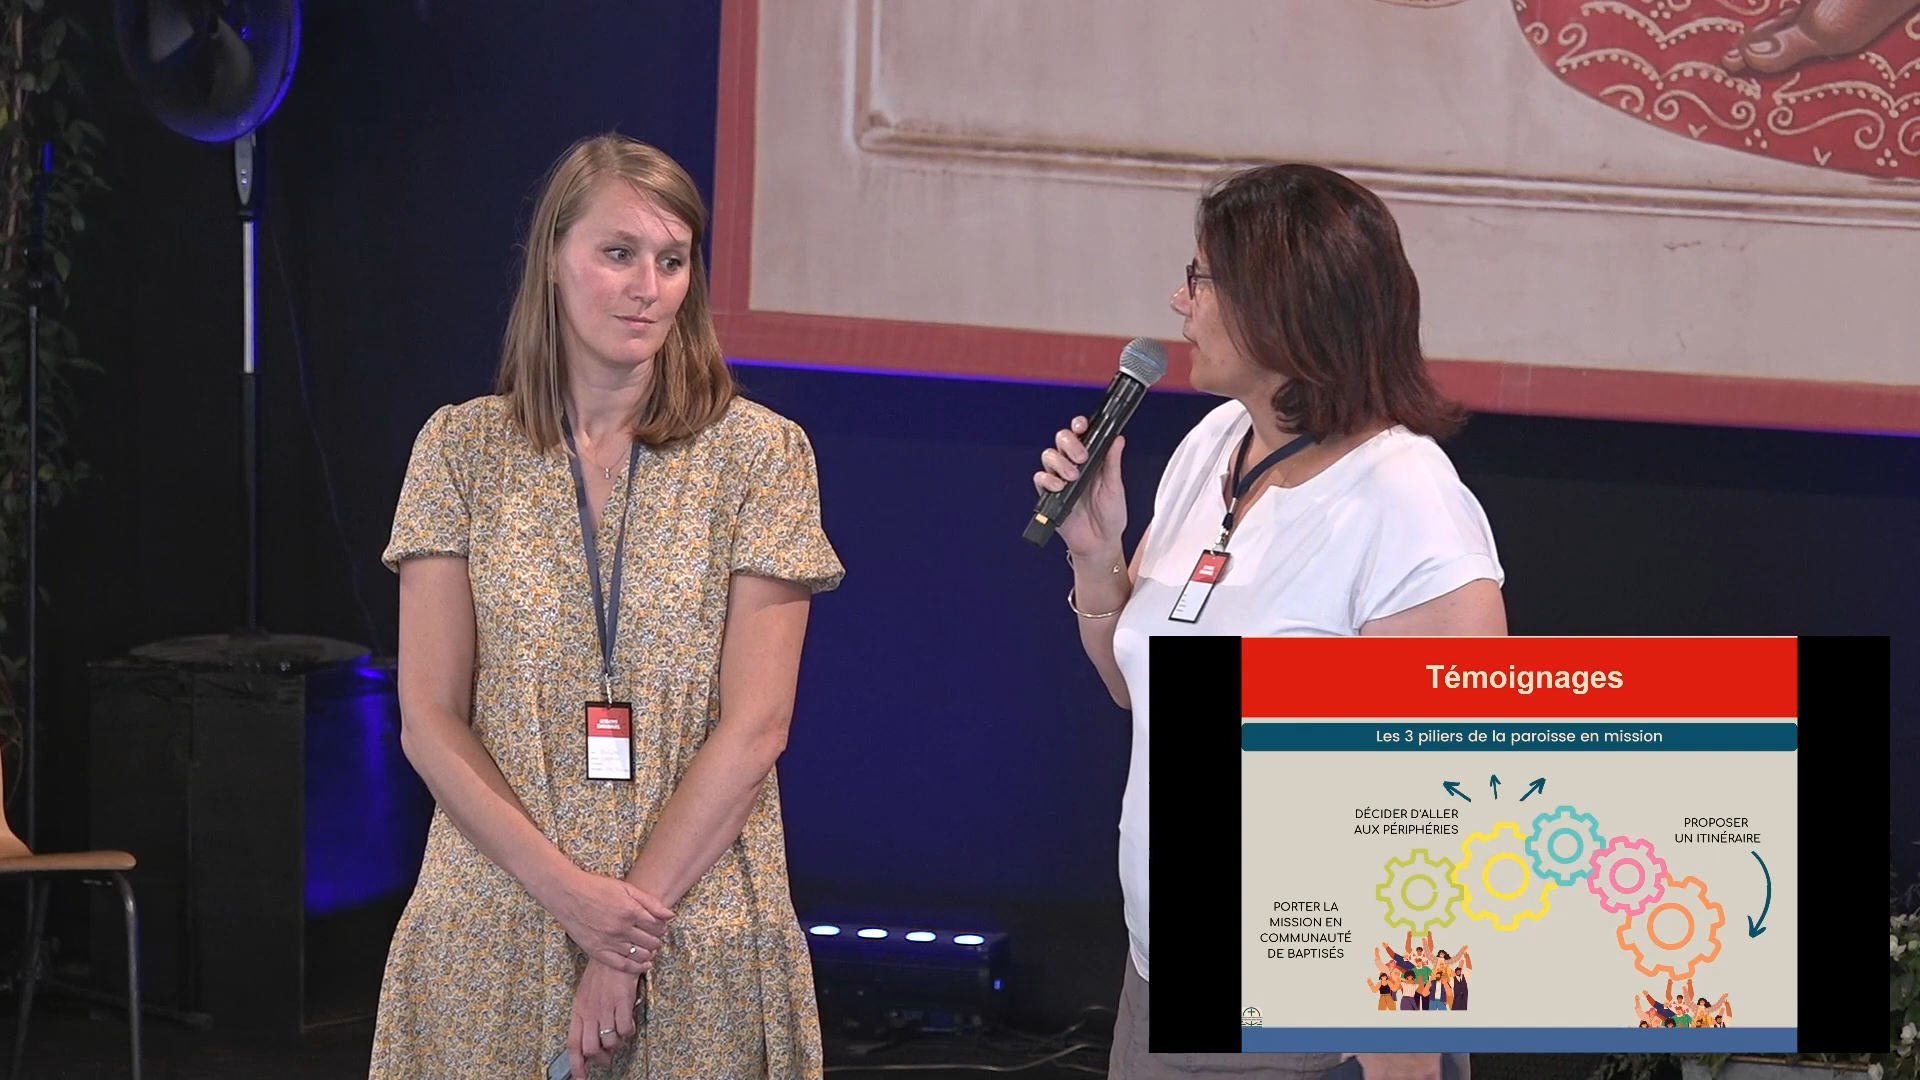 Témoignages
Les 3 piliers de la paroisse en mission
DÉCIDER D'ALLER
AUX PÉRIPHÉRIES
PROPOSER
UN ITINÉRAIRE
PORTER LA
MISSION EN
COMMUNAUTÉ
DE BAPTISÉS